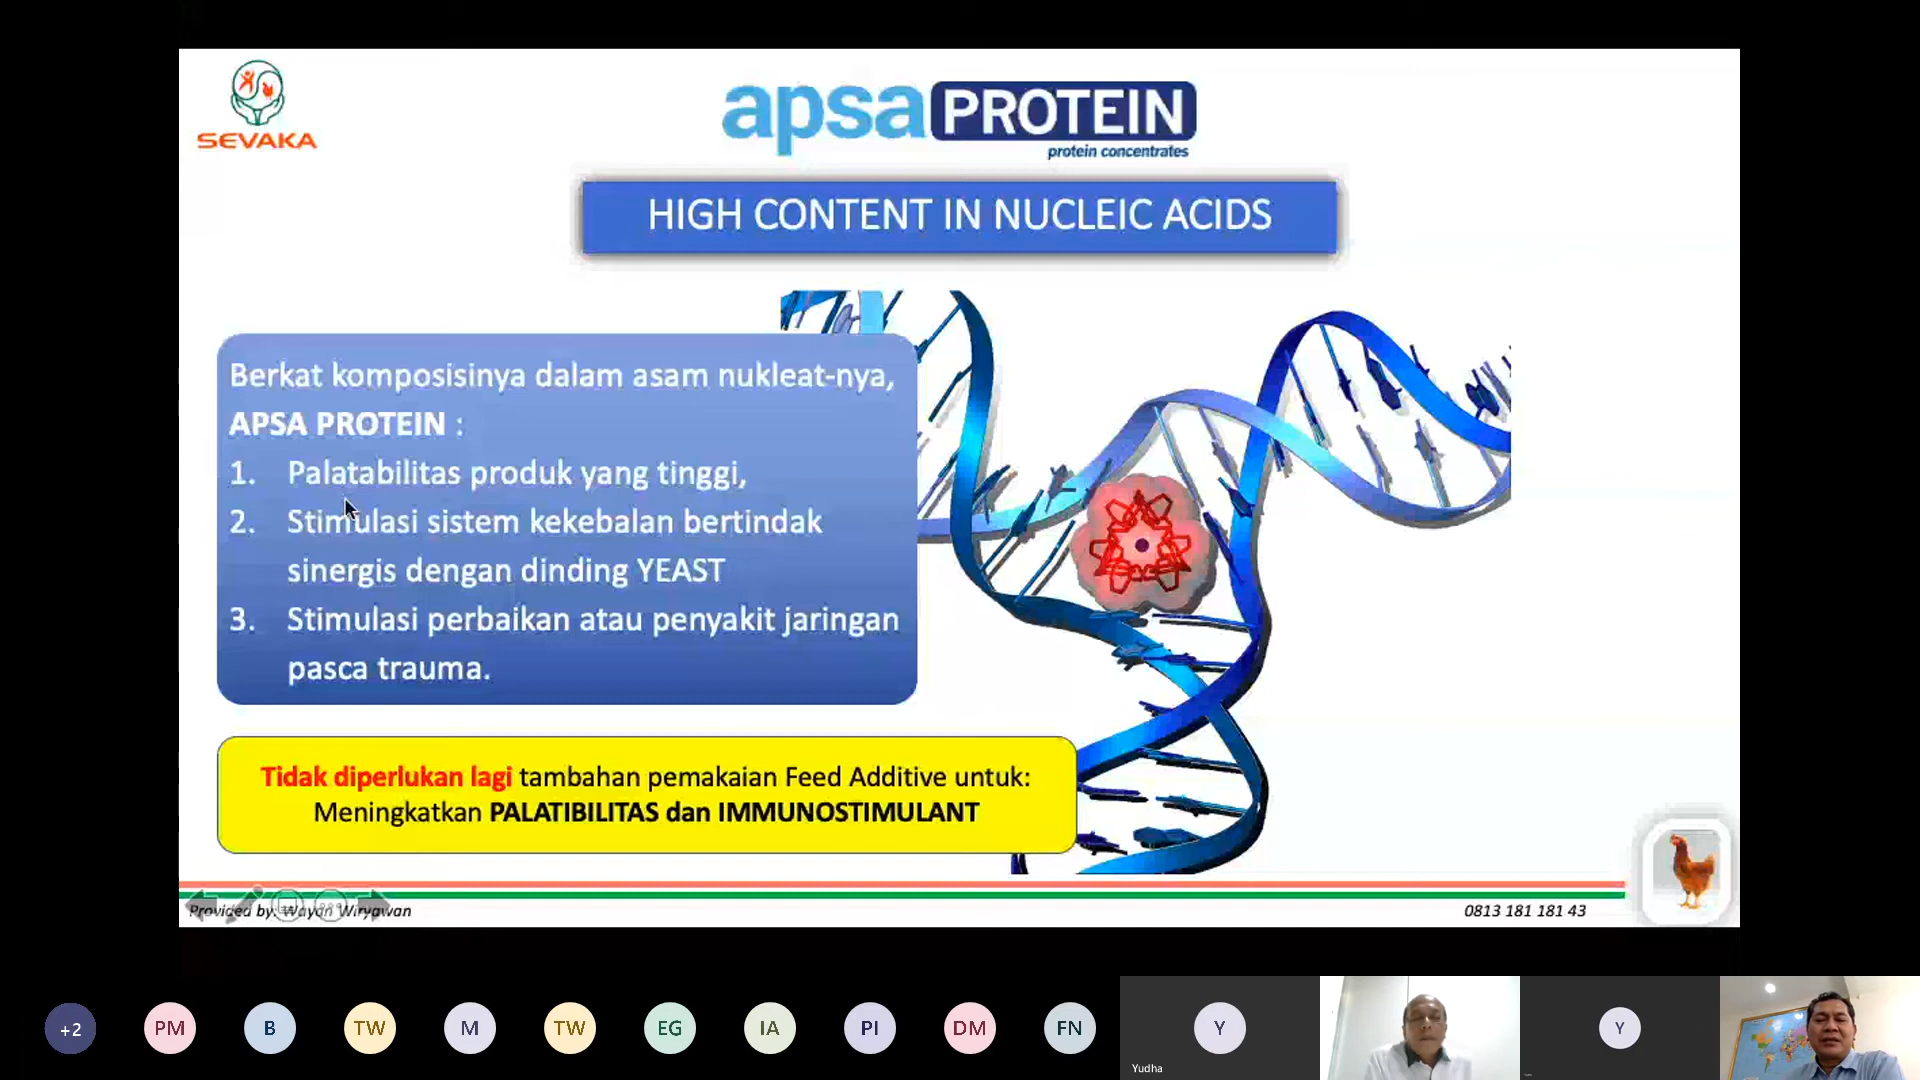 SEVAKA
apsa PROTEIN
protein concentrates
HIGH CONTENT IN NUCLEIC ACIDS
Berkat komposisinya dalam asam nukleat-nya,
APSA PROTEIN :
1. Palatabilitas produk yang tinggi,
2. Stimulasi sistem kekebalan bertindak
sinergis dengan dinding YEAST
3. Stimulasi perbaikan atau penyakit jaringan
pasca trauma.
Tidak diperlukan lagi tambahan pemakaian Feed Additive untuk:
Meningkatkan PALATIBILITAS dan IMMUNOSTIMULANT
Provided by: Wayan Wiryawan
0813 181 181 43
+2
PM
B
TW
M
TW
EG
IA
PI
DM
FN
Y
Yudha
Y